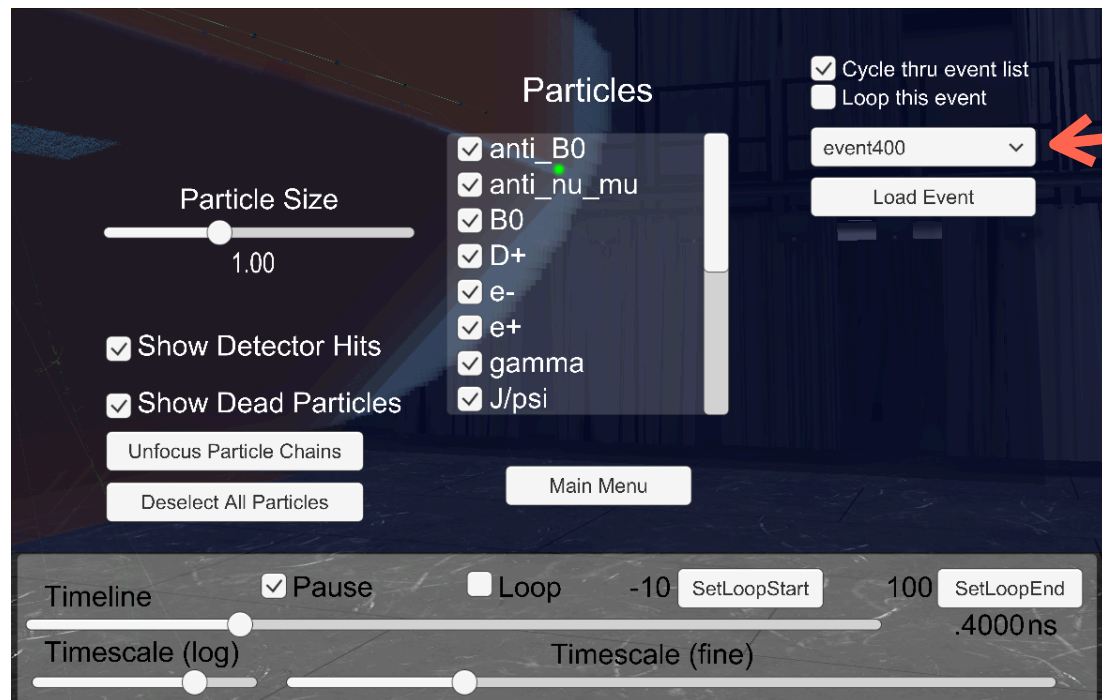 Cycle thru event list
Loop this event
Particles
event400
Load Event
anti_B0
anti_nu_mu
B0
D+
e-
e+
gamma
J/psi
Particle Size
1.00
Show Detector Hits
Show Dead Particles
Unfocus Particle Chains
Deselect All Particles
Main Menu
Timeline
Pause
Loop
-10 SetLoopStart
100 SetLoopEnd
.4000ns
Timescale (log)
Timescale (fine)